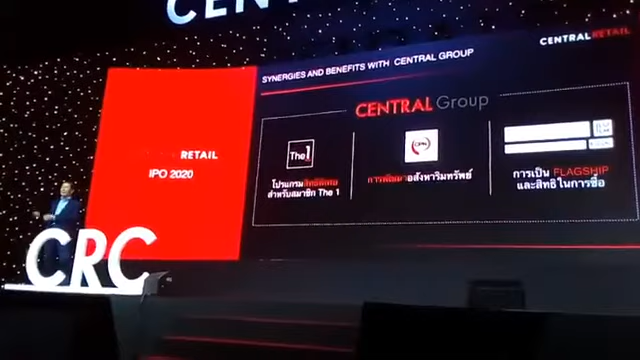 CENTRAL
CENTRALRETAIL
SYNERGIES AND BENEFITS WITH CENTRAL GROUP
CENTRAL Group
RETAIL
IPO 2020
The 1
CPN
โปรแกรมสิทธิพิเศษ
สำหรับสมาชิก The 1
การพัฒนาอสังหาริมทรัพย์
การเป็น FLAGSHIP
และสิทธิในการซื้อ
CRC